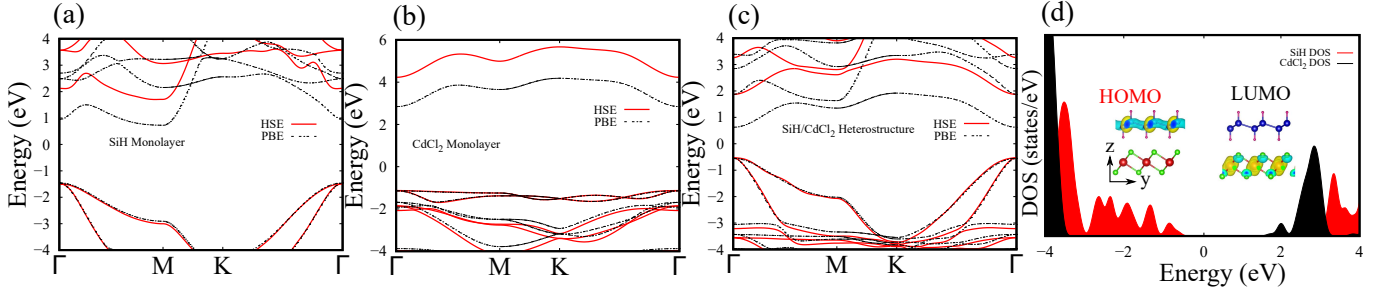 (a)
4
3
2
1
0
−1
−2
−3
−4
Energy (eV)
HSE
PBE
SiH Monolayer
Γ M K Γ
(b)
6
4
2
0
−2
−4
Energy (eV)
HSE
PBE
CdCl2 Monolayer
Γ M K Γ
(c)
4
3
2
1
0
−1
−2
−3
−4
Energy (eV)
HSE
PBE
SiH/CdCl2 Heterostructure
Γ M K Γ
(d)
DOS (states/eV)
SiH DOS
CdCl2 DOS
HOMO LUMO
z
y
−4 −2 0 2 4
Energy (eV)